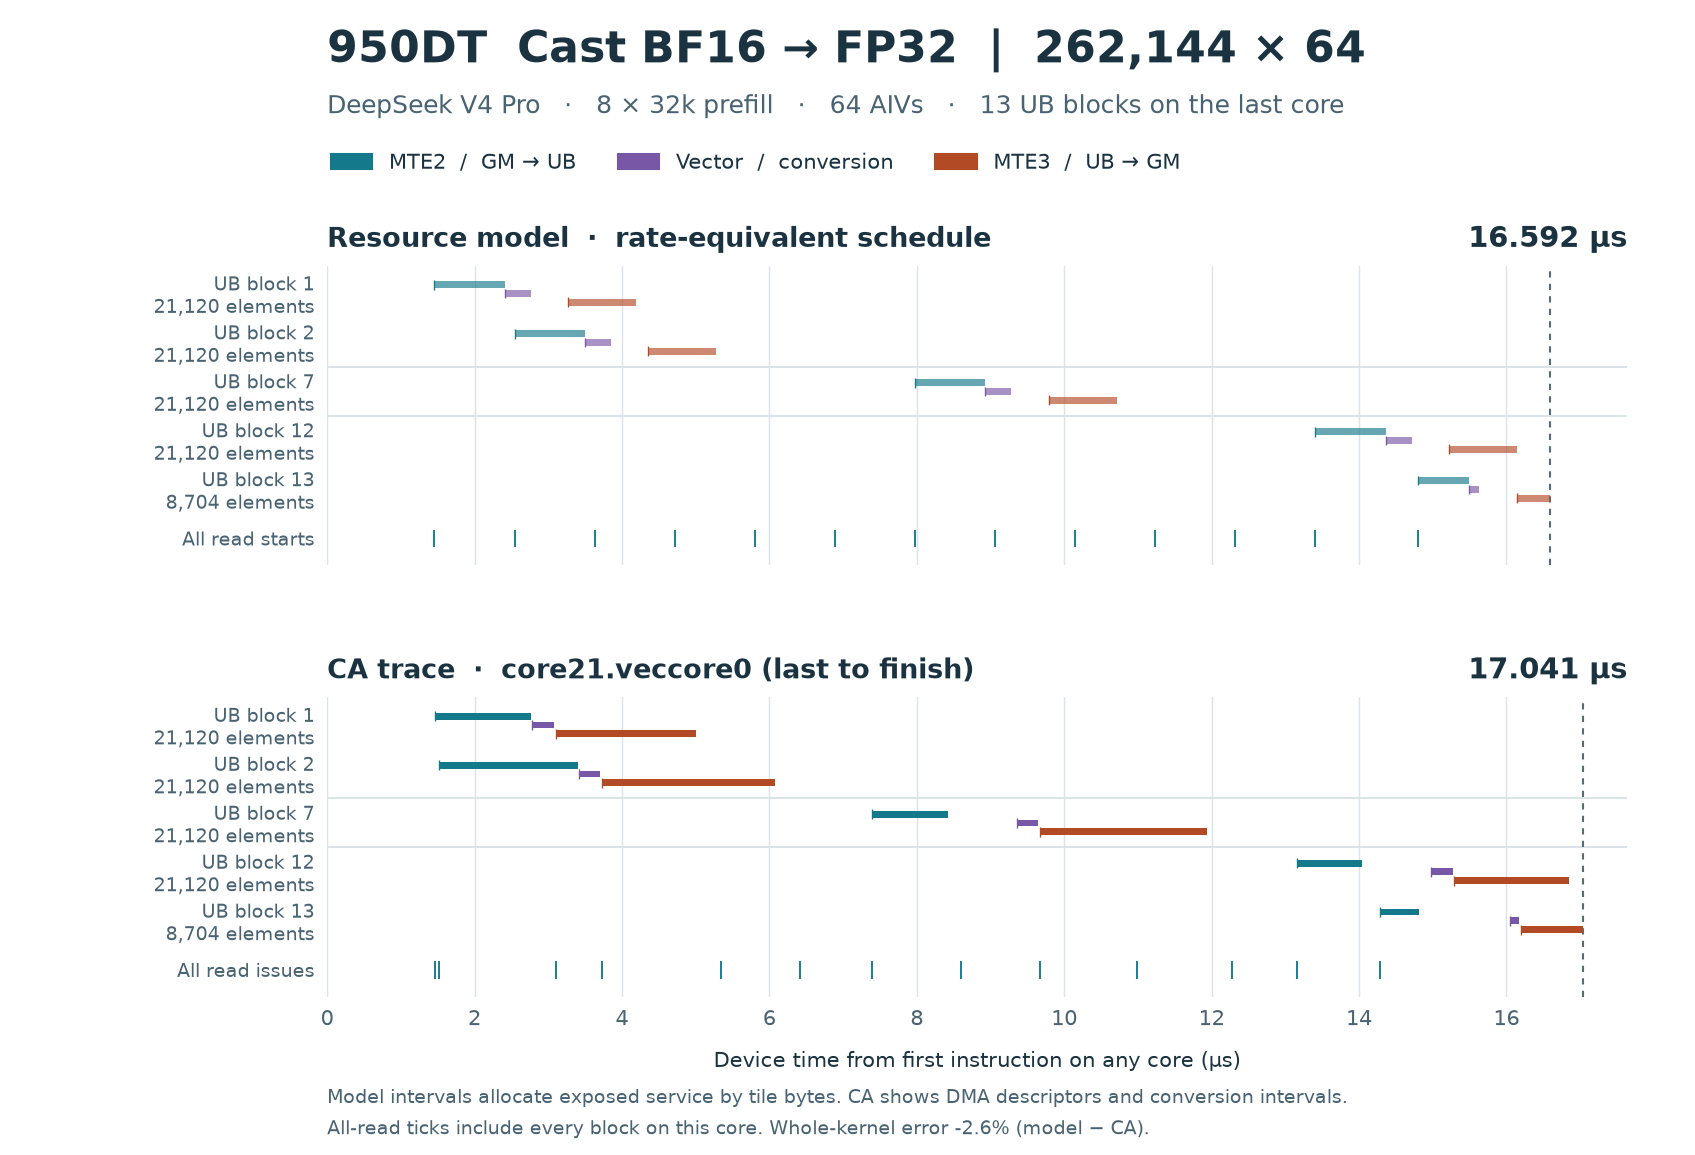 950DT  Cast BF16 → FP32  |  262,144 × 64
DeepSeek V4 Pro  ·  8 × 32k prefill  ·  64 AIVs  ·  13 UB blocks on the last core
MTE2 / GM → UB  Vector / conversion  MTE3 / UB → GM
Resource model · rate-equivalent schedule  16.592 μs
UB block 1
21,120 elements
UB block 2
21,120 elements
UB block 7
21,120 elements
UB block 12
21,120 elements
UB block 13
8,704 elements
All read starts
CA trace · core21.veccore0 (last to finish)  17.041 μs
UB block 1
21,120 elements
UB block 2
21,120 elements
UB block 7
21,120 elements
UB block 12
21,120 elements
UB block 13
8,704 elements
All read issues
0 2 4 6 8 10 12 14 16
Device time from first instruction on any core (μs)
Model intervals allocate exposed service by tile bytes. CA shows DMA descriptors and conversion intervals.
All-read ticks include every block on this core. Whole-kernel error -2.6% (model − CA).